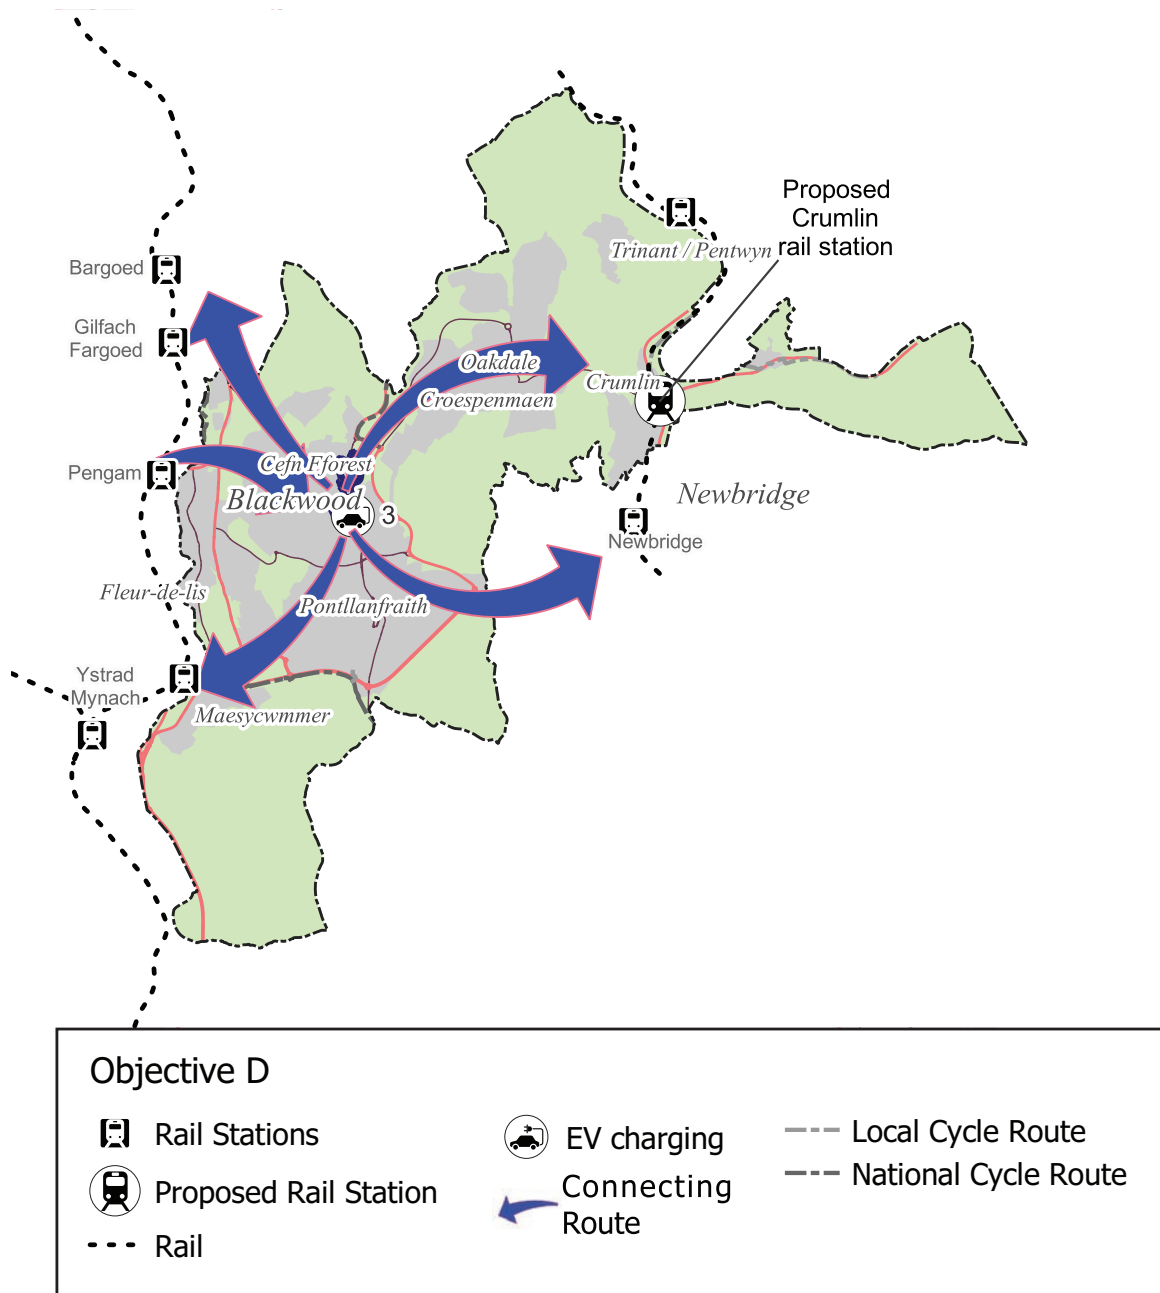 Proposed
Crumlin
rail station
Trinant / Pentwyn
Bargoed
Gilfach
Fargoed
Oakdale
Crumlin
Croespenmaen
Cefn Fforest
Pengam
Blackwood
3
Newbridge
Newbridge
Fleur-de-lis
Pontllanfraith
Ystrad
Mynach
Maesycwmmer
Objective D
Rail Stations
Proposed Rail Station
Rail
EV charging
Connecting
Route
Local Cycle Route
National Cycle Route